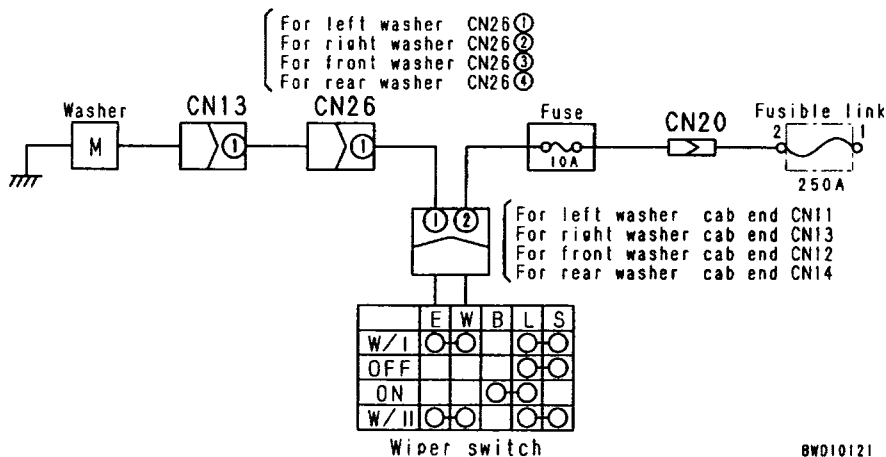 For left washer CN26①
For right washer CN26②
For front washer CN26③
For rear washer CN26④
Washer
CN13
CN26
Fuse
CN20
Fusible link
M
①
①
10A
2
1
250A
① ②
For left washer cab end CN11
For right washer cab end CN13
For front washer cab end CN12
For rear washer cab end CN14
E W B L S
W/I
OFF
ON
W/II
Wiper switch
BWD10121